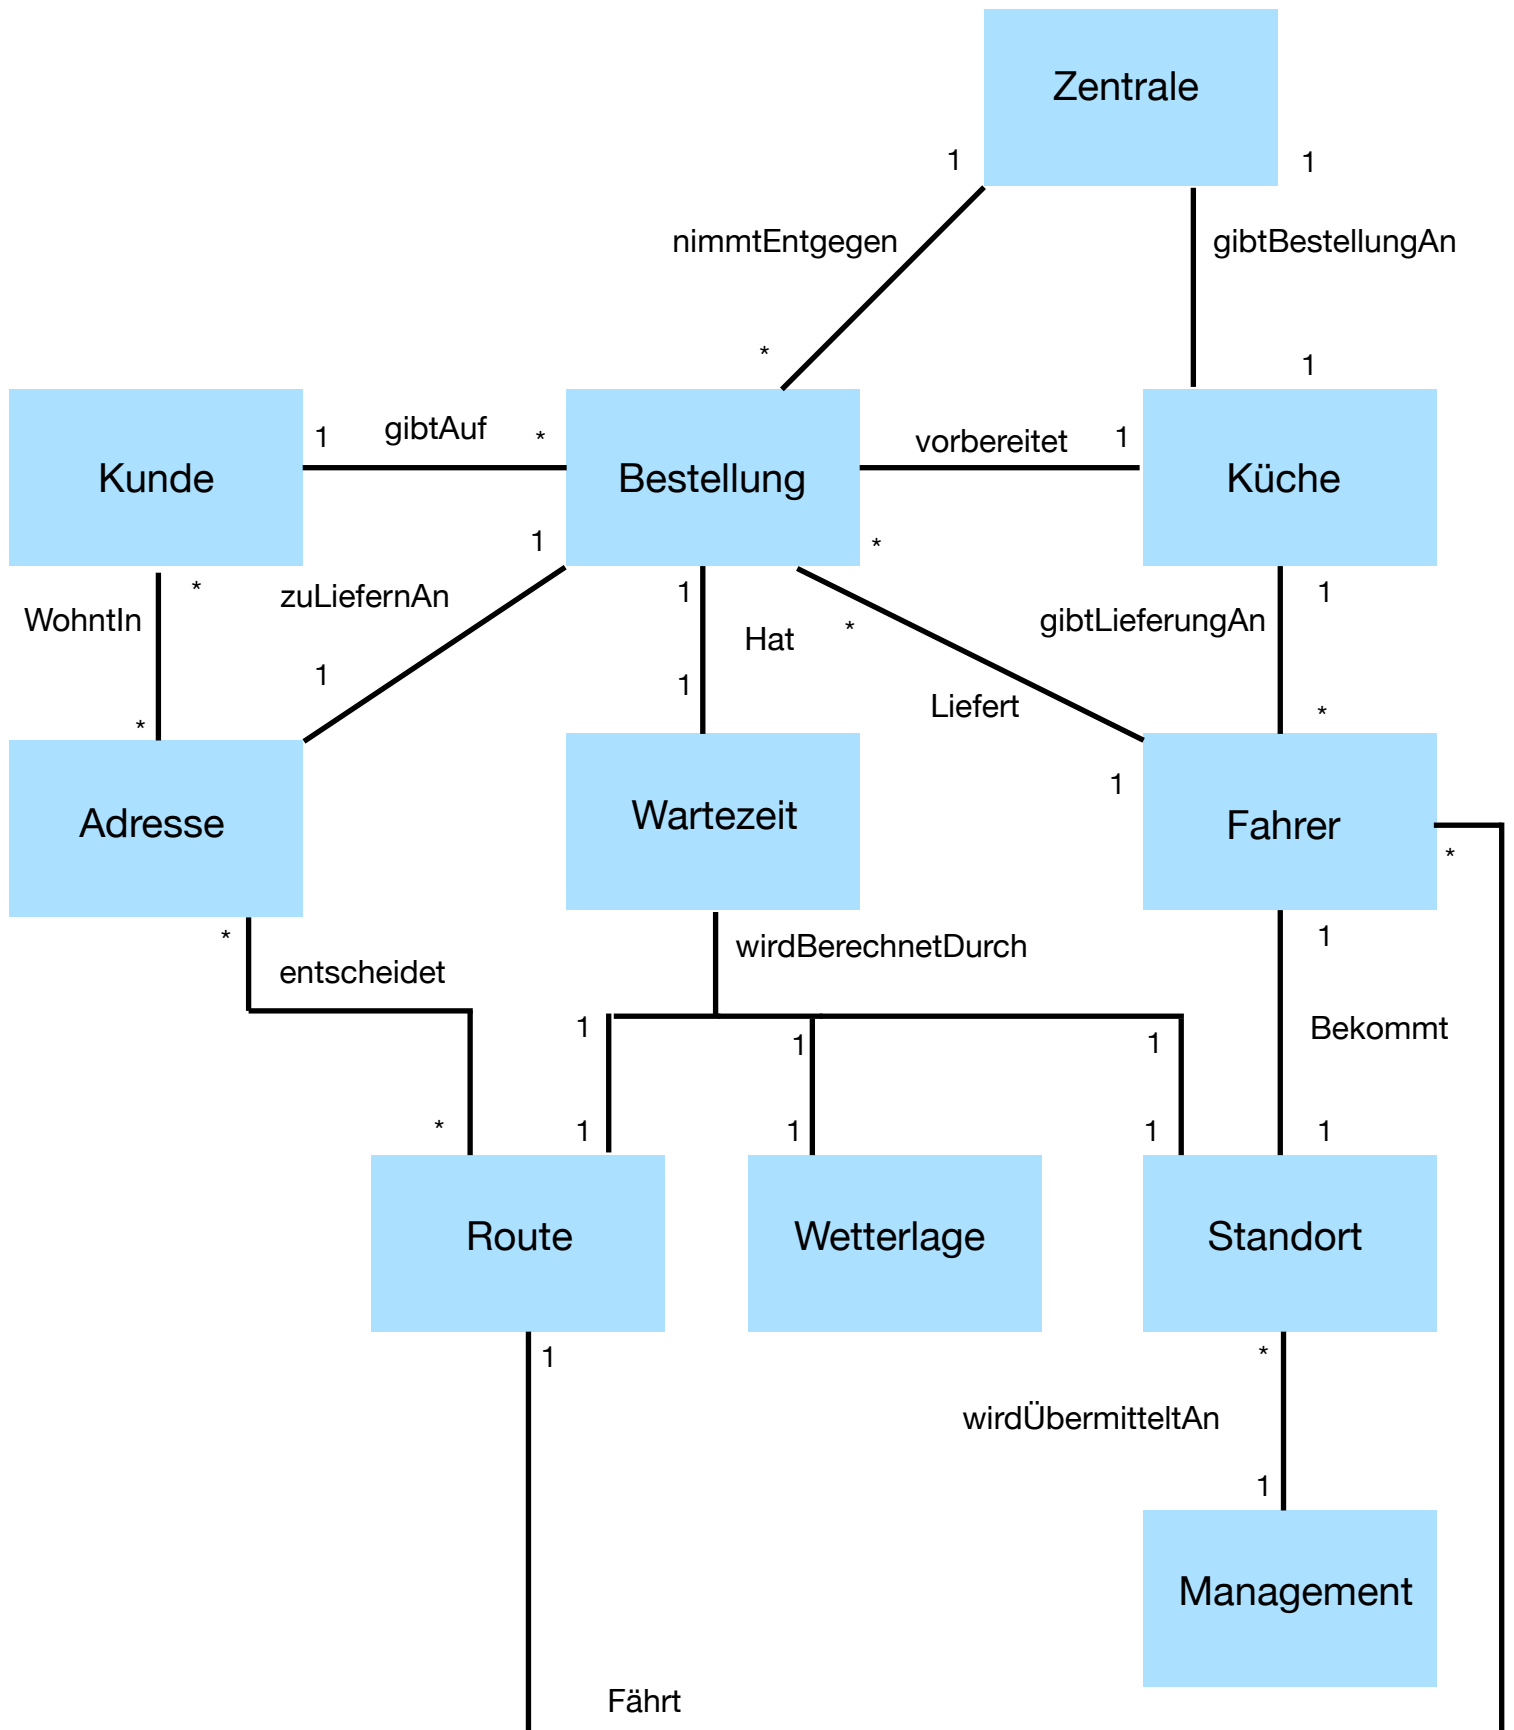 Zentrale
1 1
nimmtEntgegen gibtBestellungAn
* 1
1 gibtAuf * vorbereitet 1
Kunde Bestellung Küche
1 *
* zuLiefernAn 1 1
WohntIn Hat * gibtLieferungAn
1 1
* Liefert *
1
Adresse Wartezeit Fahrer
*
* wirdBerechnetDurch 1
entscheidet
1 1 1 Bekommt
* 1 1 1 1
Route Wetterlage Standort
1 *
wirdÜbermitteltAn
1
Management
Fährt